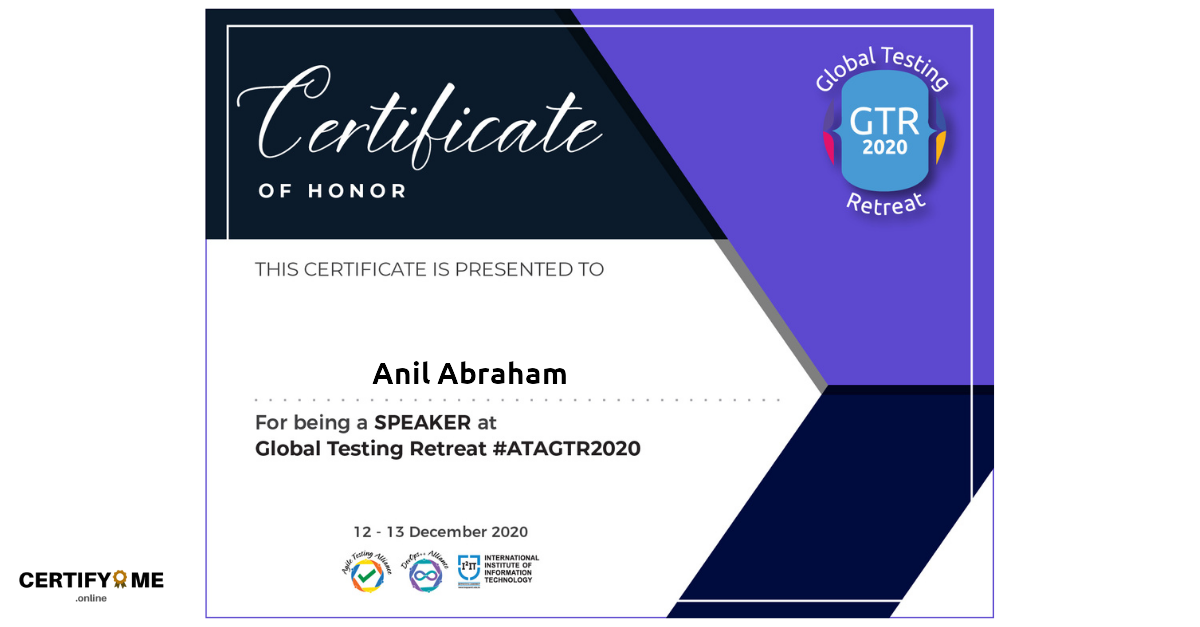 Certificate
OF HONOR
Global Testing
GTR
2020
Retreat
THIS CERTIFICATE IS PRESENTED TO
Anil Abraham
For being a SPEAKER at
Global Testing Retreat #ATAGTR2020
12 - 13 December 2020
Agile Testing Alliance
DevOps++ Alliance
I²IT
INTERNATIONAL
INSTITUTE OF
INFORMATION
TECHNOLOGY
CERTIFY ME
.online